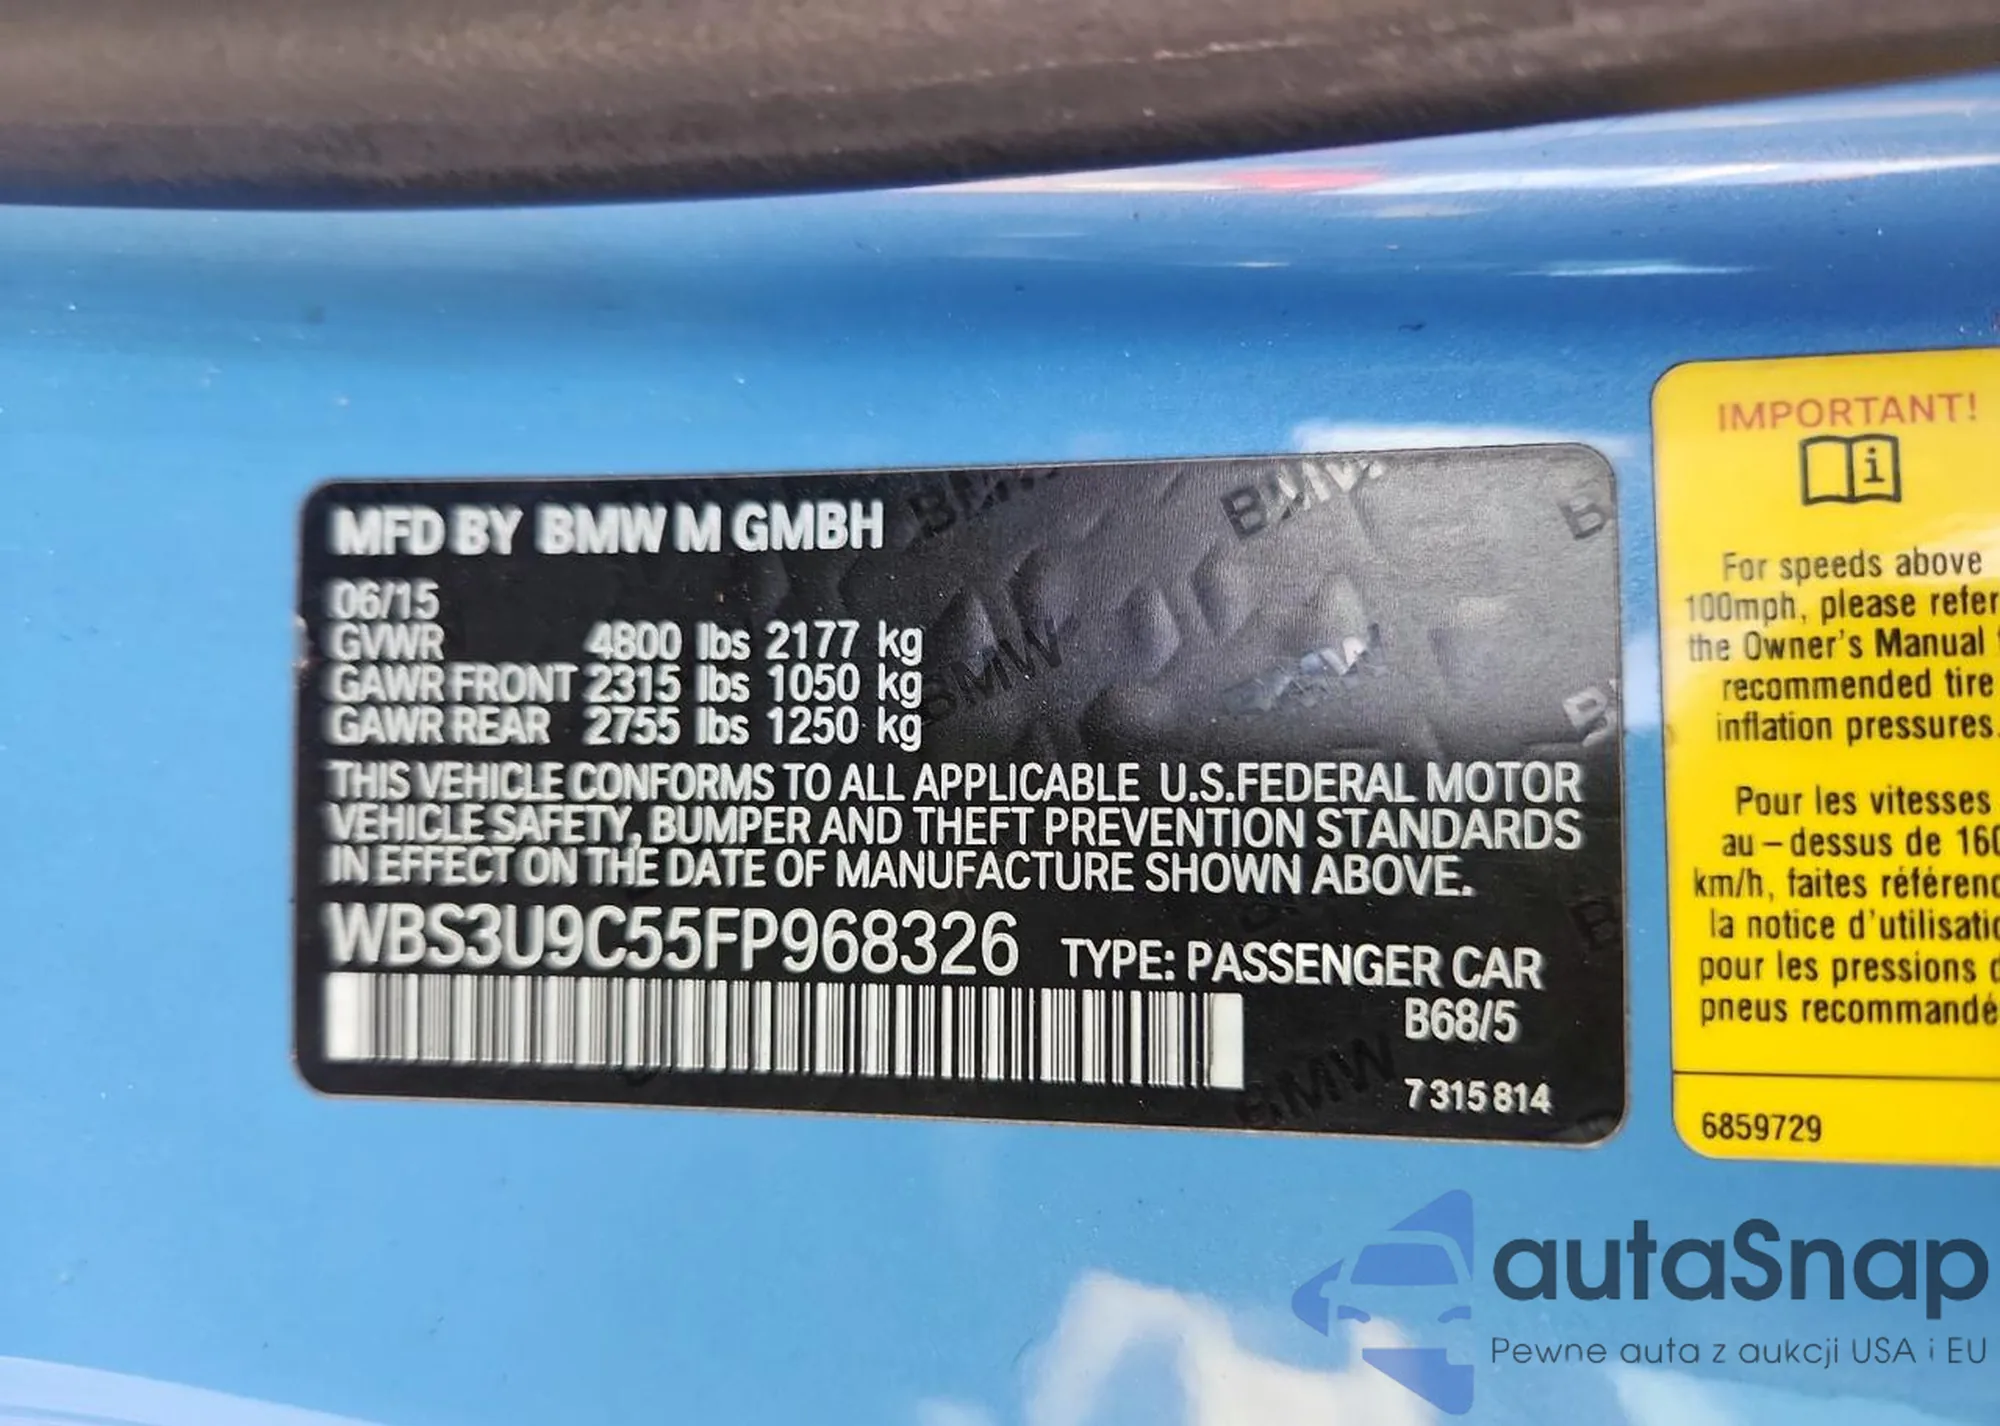 MFD BY BMW M GMBH
06/15
GVWR 4800 lbs 2177 kg
GAWR FRONT 2315 lbs 1050 kg
GAWR REAR 2755 lbs 1250 kg
THIS VEHICLE CONFORMS TO ALL APPLICABLE U.S.FEDERAL MOTOR
VEHICLE SAFETY, BUMPER AND THEFT PREVENTION STANDARDS
IN EFFECT ON THE DATE OF MANUFACTURE SHOWN ABOVE.
WBS3U9C55FP968326 TYPE: PASSENGER CAR
B68/5
7 315 814
BMW
BMW
BMW
BMW
BMW
IMPORTANT!
i
For speeds above
100mph, please refer
the Owner's Manual
recommended tire
inflation pressures.
Pour les vitesses
au-dessus de 160
km/h, faites référenc
la notice d'utilisatio
pour les pressions d
pneus recommandé
6859729
autaSnap
Pewne auta z aukcji USA i EU